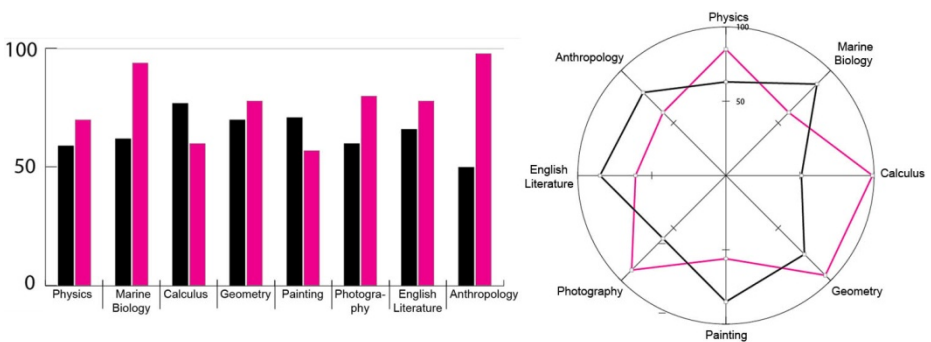 100
50
0
Physics
Marine
Biology
Calculus
Geometry
Painting
Photogra-
phy
English
Literature
Anthropology
Physics
100
Marine
Biology
Anthropology
50
English
Literature
Calculus
Photography
Geometry
Painting